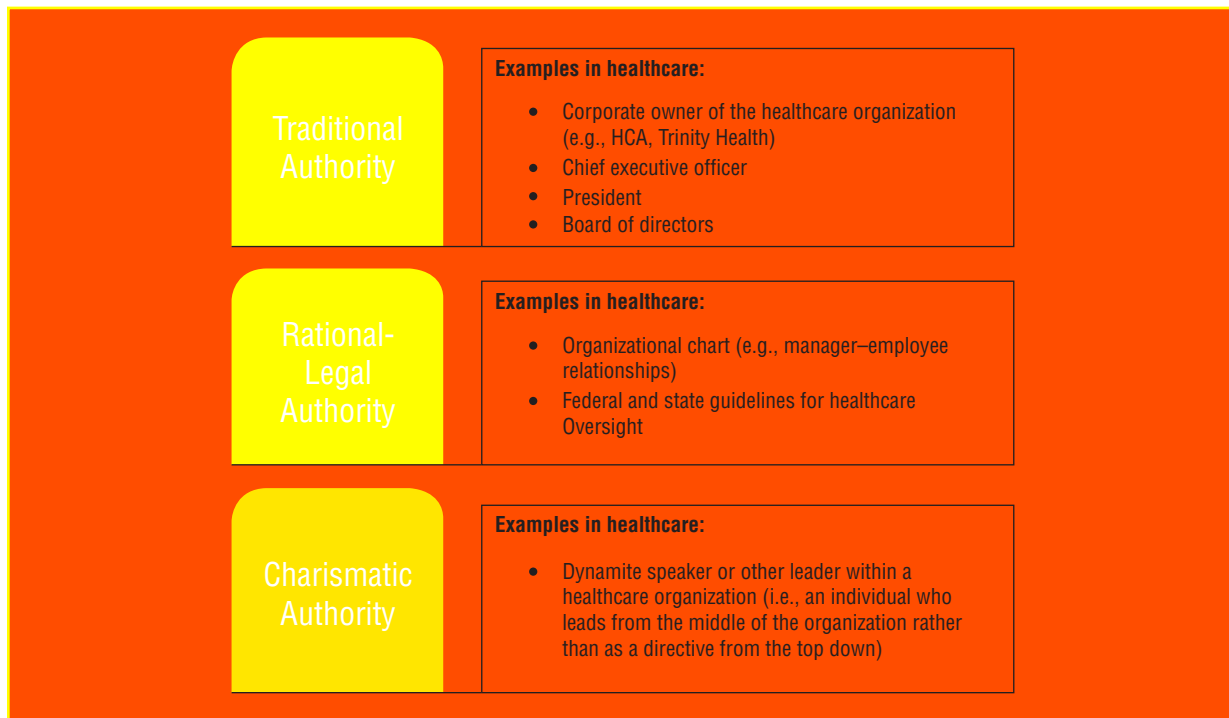 Traditional
Authority
Examples in healthcare:
• Corporate owner of the healthcare organization
(e.g., HCA, Trinity Health)
• Chief executive officer
• President
• Board of directors
Rational-
Legal
Authority
Examples in healthcare:
• Organizational chart (e.g., manager–employee
relationships)
• Federal and state guidelines for healthcare
Oversight
Charismatic
Authority
Examples in healthcare:
• Dynamite speaker or other leader within a
healthcare organization (i.e., an individual who
leads from the middle of the organization rather
than as a directive from the top down)